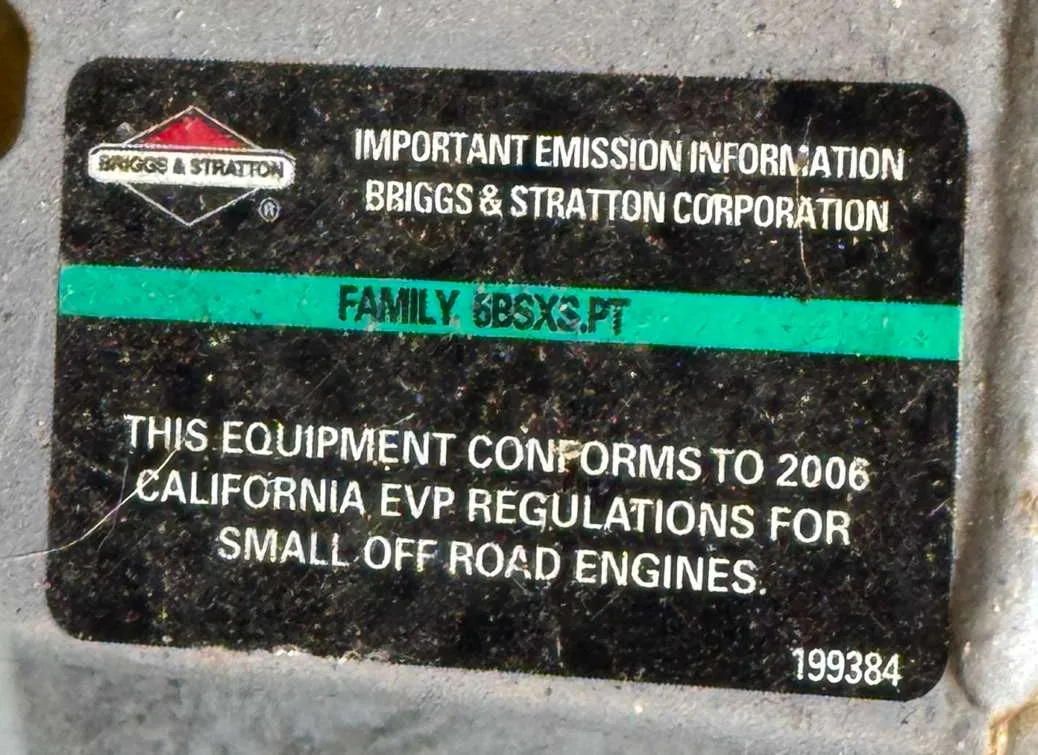 BRIGGS & STRATTON
®
IMPORTANT EMISSION INFORMATION
BRIGGS & STRATTON CORPORATION
FAMILY. 6BSXS.PT
THIS EQUIPMENT CONFORMS TO 2006
CALIFORNIA EVP REGULATIONS FOR
SMALL OFF ROAD ENGINES.
199384